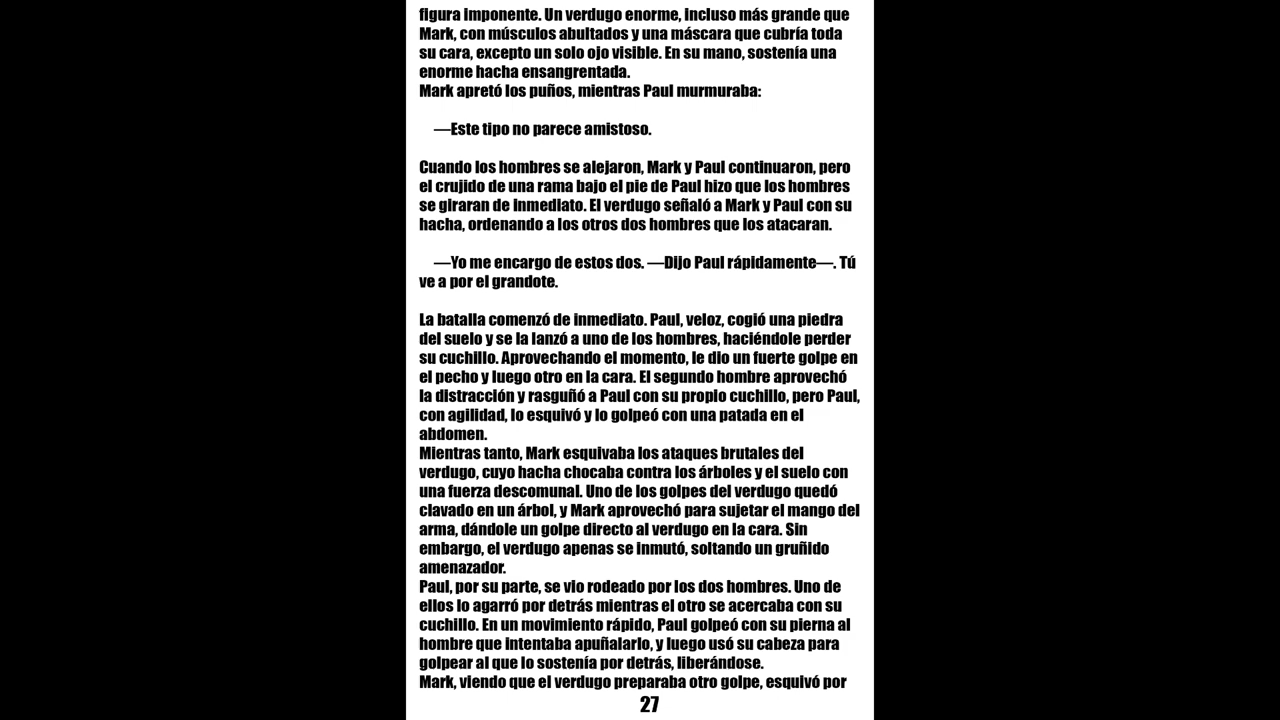 figura imponente. Un verdugo enorme, incluso más grande que
Mark, con músculos abultados y una máscara que cubría toda
su cara, excepto un solo ojo visible. En su mano, sostenía una
enorme hacha ensangrentada.
Mark apretó los puños, mientras Paul murmuraba:
—Este tipo no parece amistoso.
Cuando los hombres se alejaron, Mark y Paul continuaron, pero
el crujido de una rama bajo el pie de Paul hizo que los hombres
se giraran de inmediato. El verdugo señaló a Mark y Paul con su
hacha, ordenando a los otros dos hombres que los atacaran.
—Yo me encargo de estos dos. —Dijo Paul rápidamente—. Tú
ve a por el grandote.
La batalla comenzó de inmediato. Paul, veloz, cogió una piedra
del suelo y se la lanzó a uno de los hombres, haciéndole perder
su cuchillo. Aprovechando el momento, le dio un fuerte golpe en
el pecho y luego otro en la cara. El segundo hombre aprovechó
la distracción y rasguñó a Paul con su propio cuchillo, pero Paul,
con agilidad, lo esquivó y lo golpeó con una patada en el
abdomen.
Mientras tanto, Mark esquivaba los ataques brutales del
verdugo, cuyo hacha chocaba contra los árboles y el suelo con
una fuerza descomunal. Uno de los golpes del verdugo quedó
clavado en un árbol, y Mark aprovechó para sujetar el mango del
arma, dándole un golpe directo al verdugo en la cara. Sin
embargo, el verdugo apenas se inmutó, soltando un gruñido
amenazador.
Paul, por su parte, se vio rodeado por los dos hombres. Uno de
ellos lo agarró por detrás mientras el otro se acercaba con su
cuchillo. En un movimiento rápido, Paul golpeó con su pierna al
hombre que intentaba apuñalarlo, y luego usó su cabeza para
golpear al que lo sostenía por detrás, liberándose.
Mark, viendo que el verdugo preparaba otro golpe, esquivó por
27